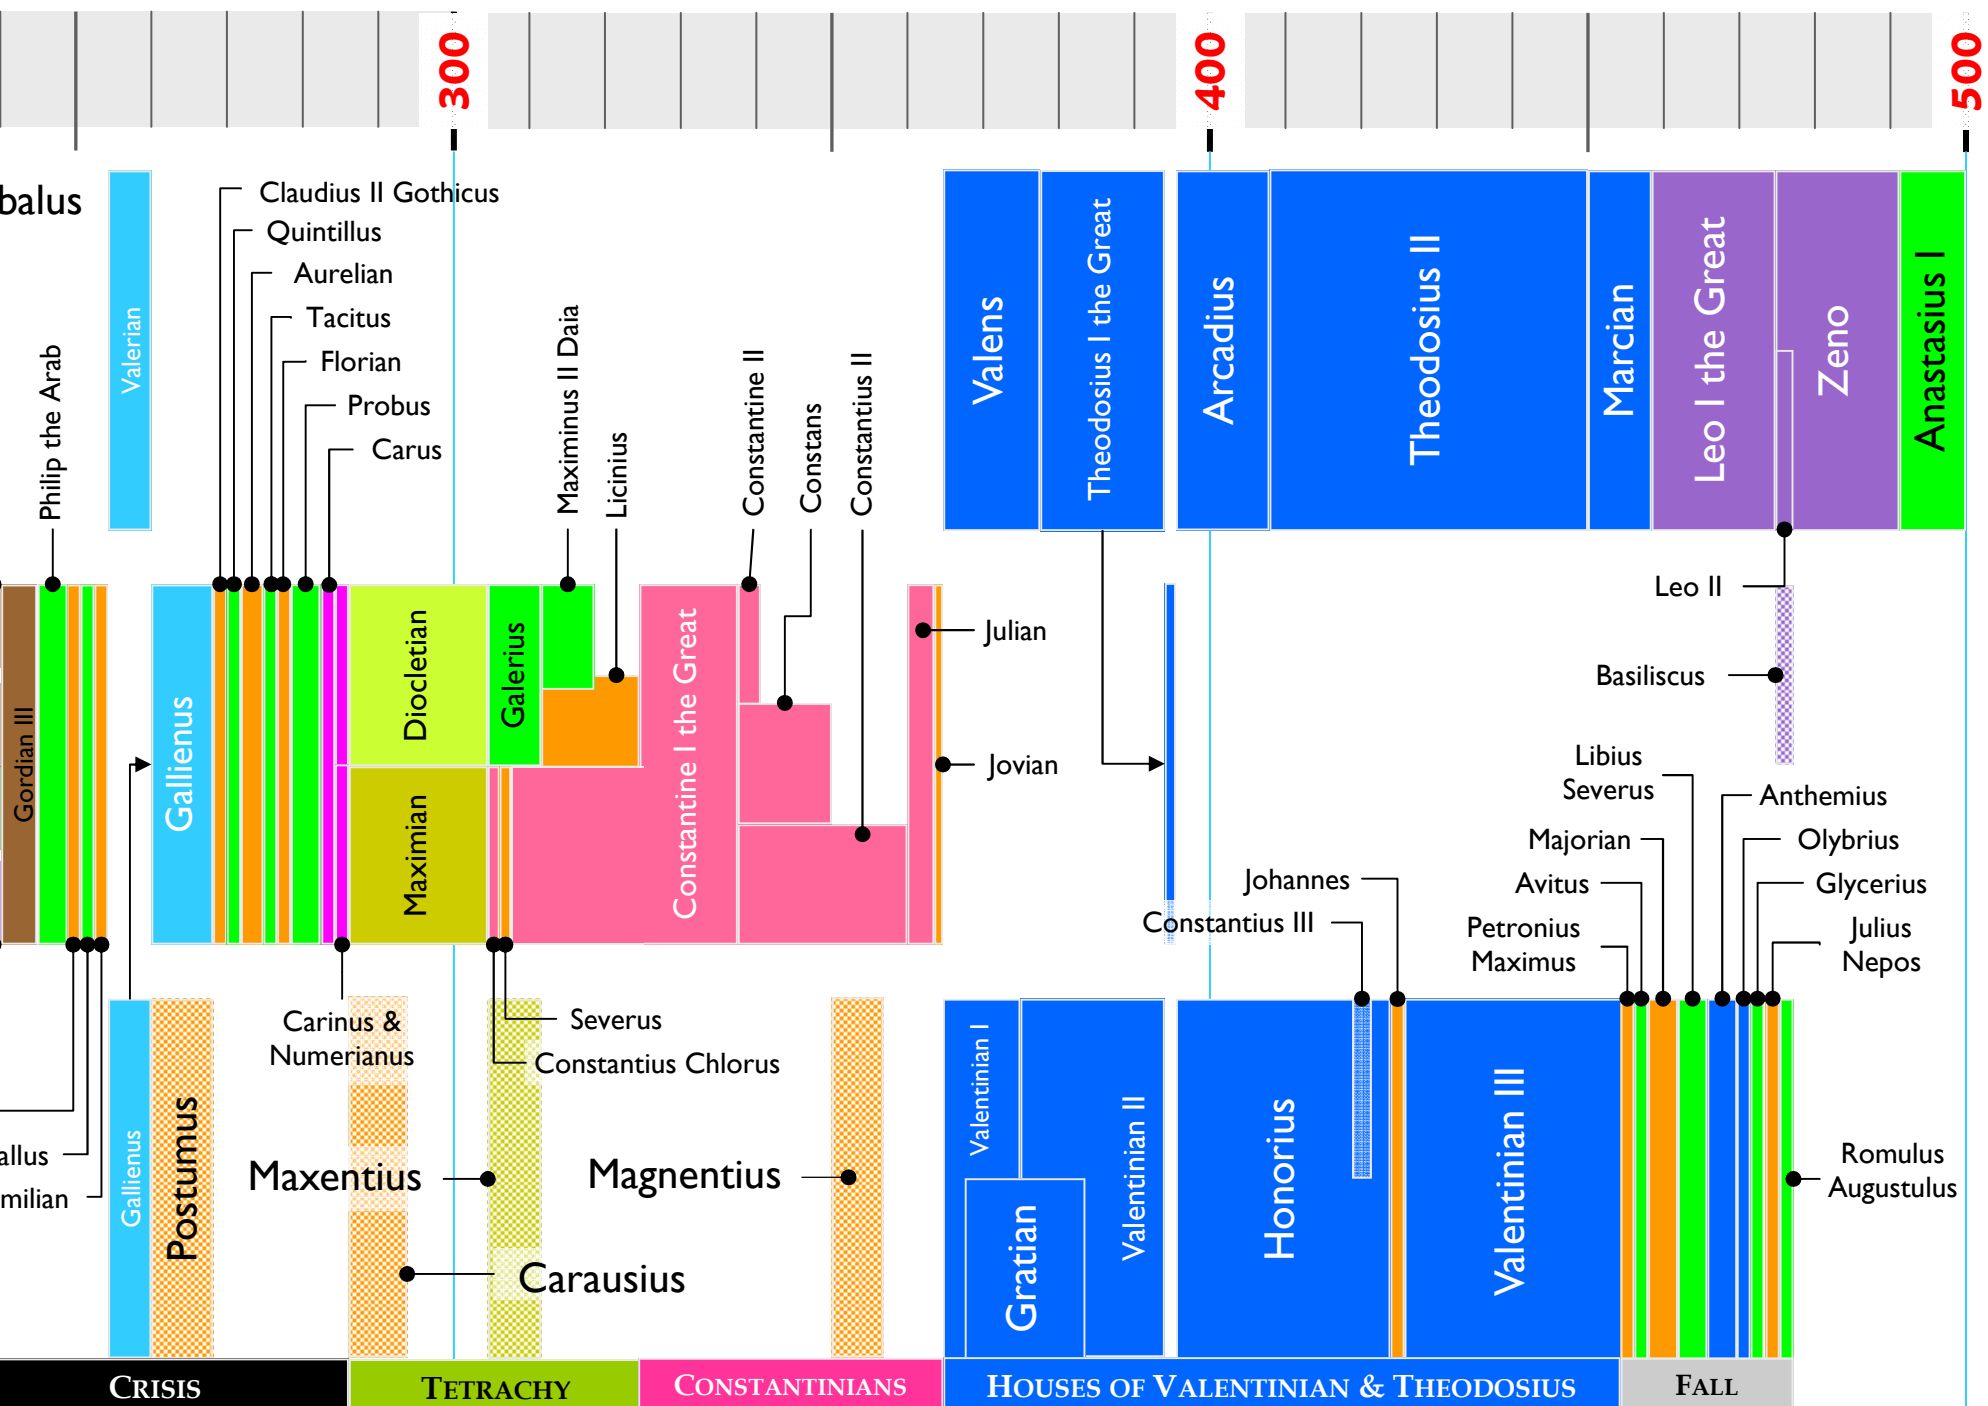 300
400
500
balus
Claudius II Gothicus
Quintillus
Aurelian
Tacitus
Florian
Probus
Carus
Valerian
Philip the Arab
Maximinus II Daia
Licinius
Constantine II
Constans
Constantius II
Valens
Theodosius I the Great
Arcadius
Theodosius II
Marcian
Leo I the Great
Zeno
Anastasius I
Gordian III
Gallienus
Diocletian
Maximian
Galerius
Constantine I the Great
Julian
Jovian
Leo II
Basiliscus
Libius
Severus
Anthemius
Majorian
Olybrius
Johannes
Avitus
Glycerius
Constantius III
Petronius
Maximus
Julius
Nepos
Carinus &
Numerianus
Severus
Constantius Chlorus
allus
milian
Gallienus
Postumus
Maxentius
Magnentius
Carausius
Valentinian I
Gratian
Valentinian II
Honorius
Valentinian III
Romulus
Augustulus
CRISIS
TETRACHY
CONSTANTINIANS
HOUSES OF VALENTINIAN & THEODOSIUS
FALL